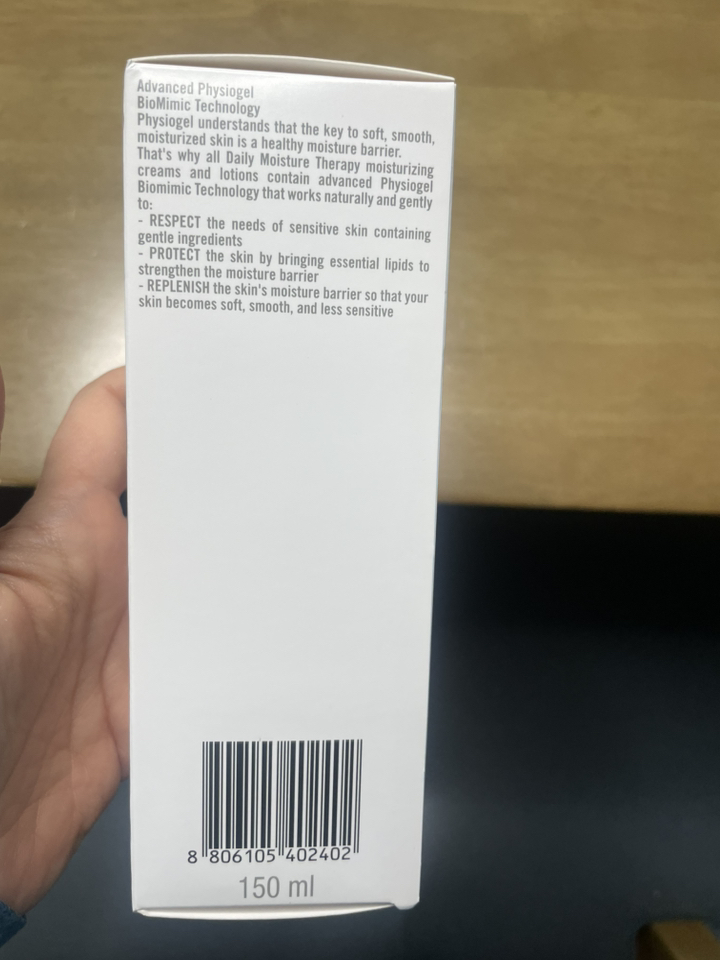 Advanced Physiogel
BioMimic Technology
Physiogel understands that the key to soft, smooth,
moisturized skin is a healthy moisture barrier.
That's why all Daily Moisture Therapy moisturizing
creams and lotions contain advanced Physiogel
Biomimic Technology that works naturally and gently
to:
- RESPECT the needs of sensitive skin containing
gentle ingredients
- PROTECT the skin by bringing essential lipids to
strengthen the moisture barrier
- REPLENISH the skin's moisture barrier so that your
skin becomes soft, smooth, and less sensitive
8 806105 402402
150 ml